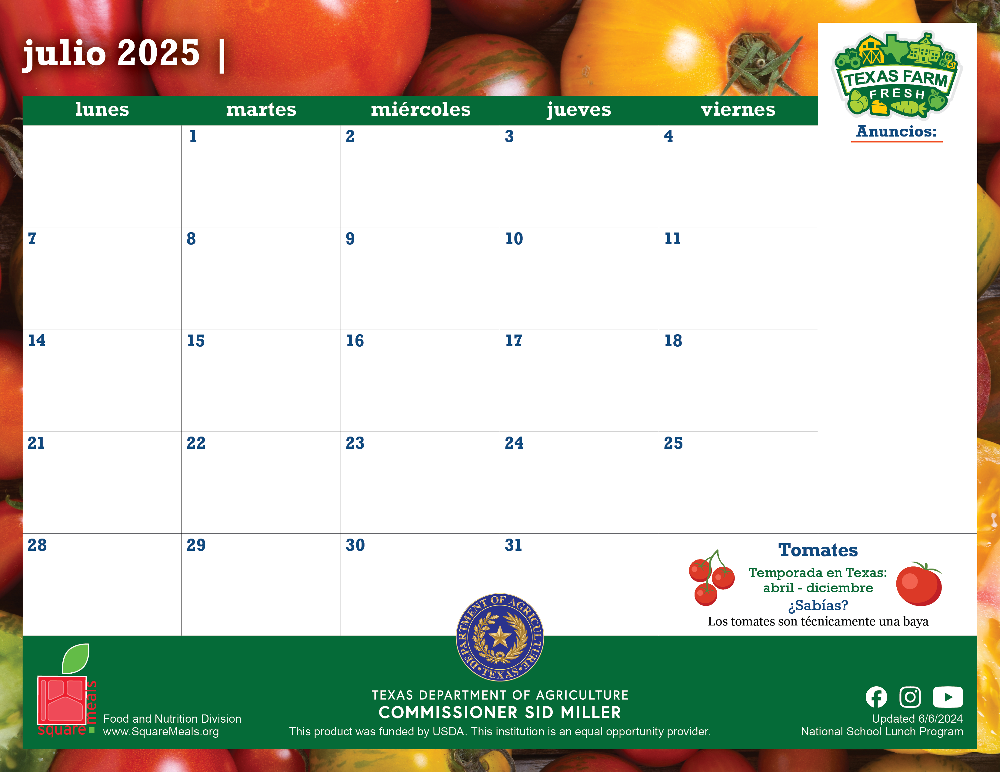 julio 2025 |
TEXAS FARM
FRESH
1
2 3
lunes martes miércoles jueves viernes
Anuncios:
1 2 3 4
7 8 9 10 11
14 15 16 17 18
21 22 23 24 25
28 29 30 31
Tomates
Temporada en Texas:
abril - diciembre
¿Sabías?
Los tomates son técnicamente una baya
DEPARTMENT OF AGRICULTURE
TEXAS
square meals
Food and Nutrition Division
www.SquareMeals.org
TEXAS DEPARTMENT OF AGRICULTURE
COMMISSIONER SID MILLER
This product was funded by USDA. This institution is an equal opportunity provider.
Updated 6/6/2024
National School Lunch Program